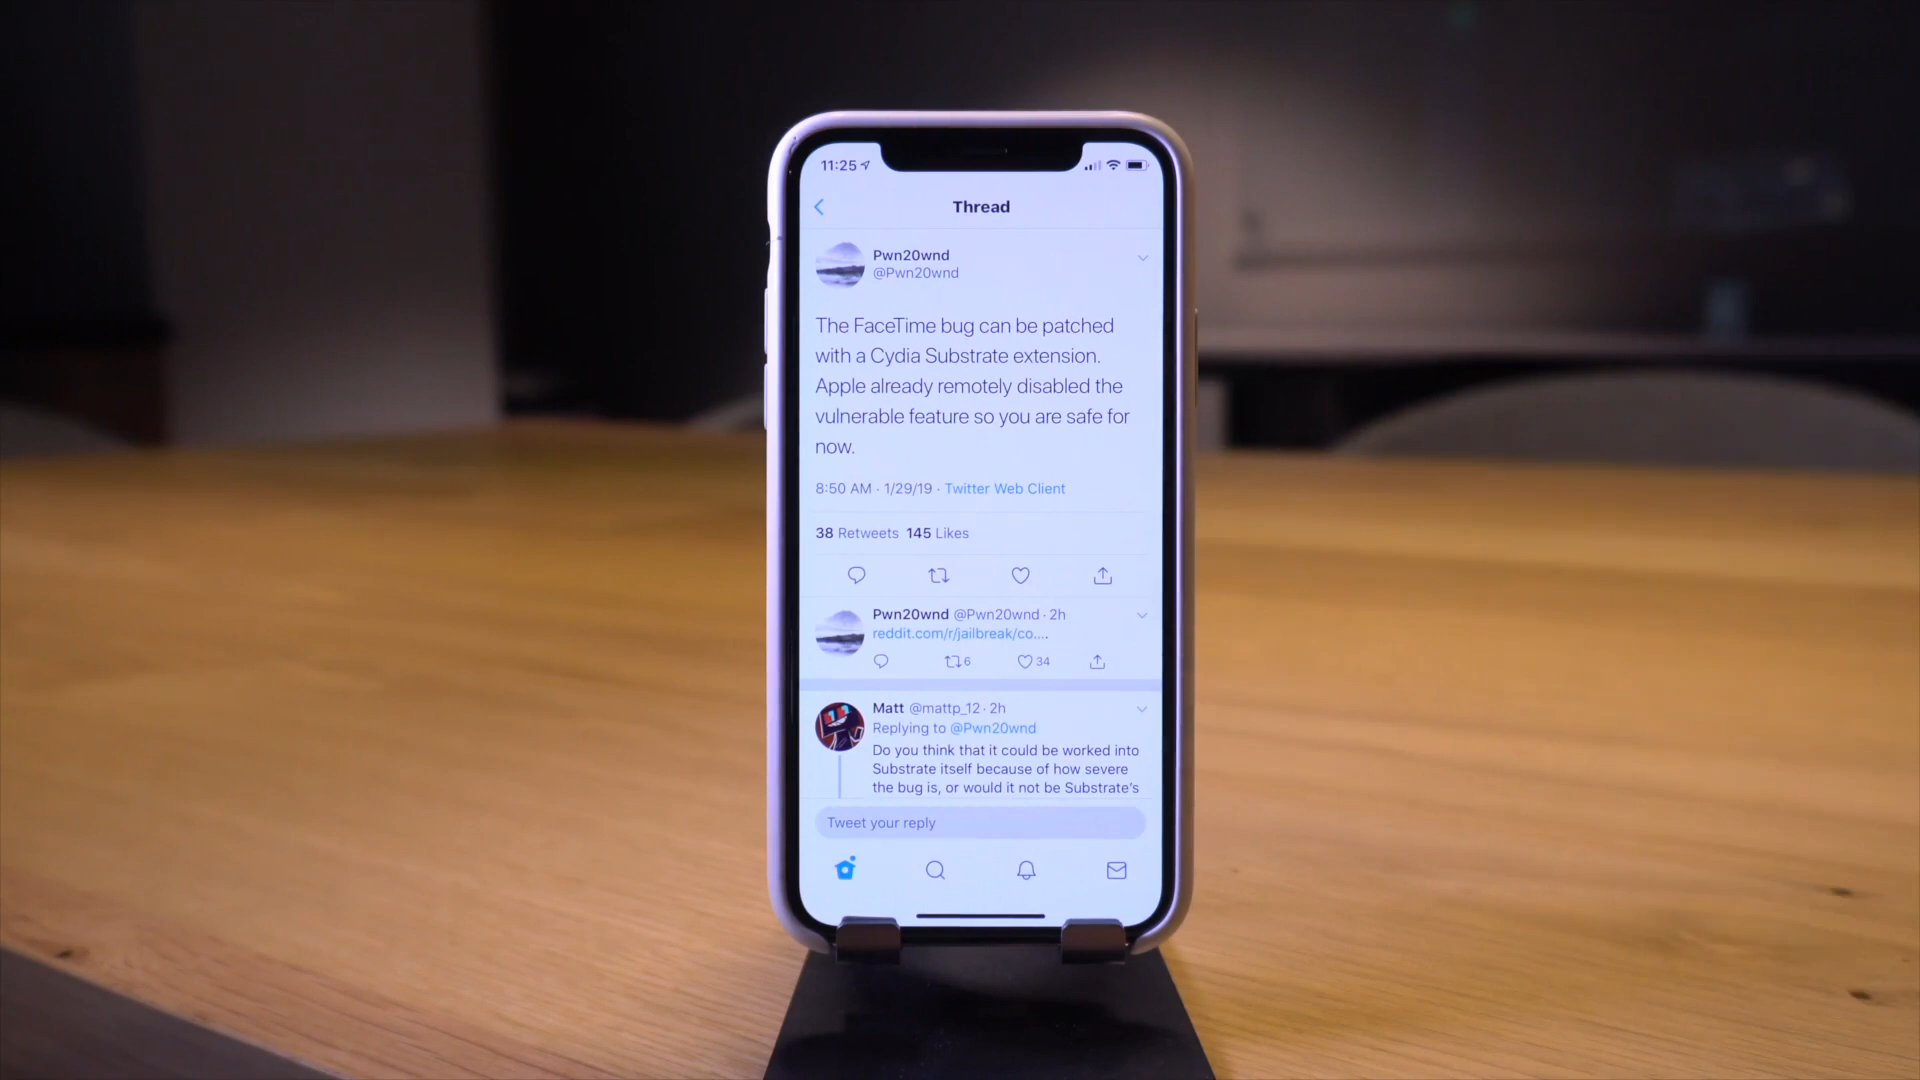 11:25
Thread
Pwn20wnd
@Pwn20wnd
The FaceTime bug can be patched
with a Cydia Substrate extension.
Apple already remotely disabled the
vulnerable feature so you are safe for
now.
8:50 AM · 1/29/19 · Twitter Web Client
38 Retweets 145 Likes
Pwn20wnd @Pwn20wnd · 2h
reddit.com/r/jailbreak/co....
6 34
Matt @mattp_12 · 2h
Replying to @Pwn20wnd
Do you think that it could be worked into
Substrate itself because of how severe
the bug is, or would it not be Substrate's
Tweet your reply